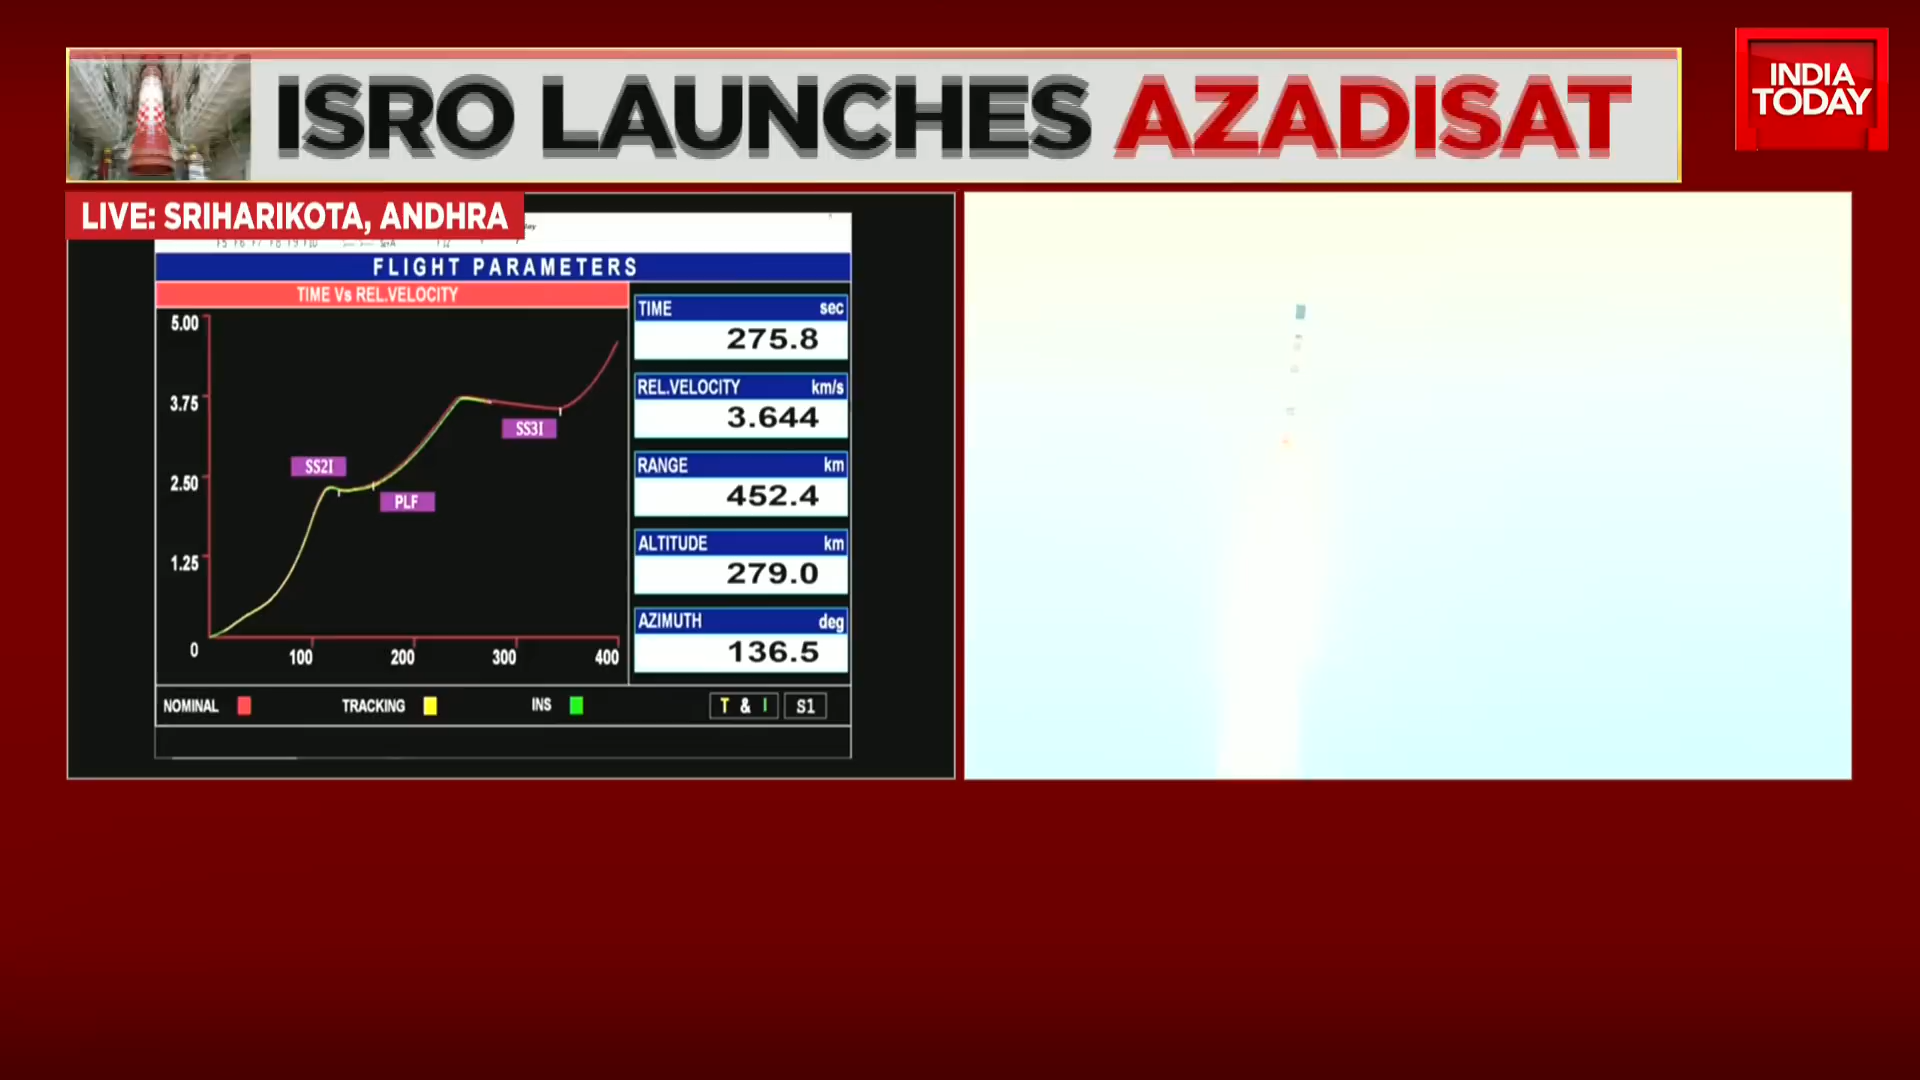 ISRO LAUNCHES AZADISAT
INDIA
TODAY
LIVE: SRIHARIKOTA, ANDHRA
FLIGHT PARAMETERS
TIME Vs REL.VELOCITY
5.00
3.75
2.50
1.25
0
100
200
300
400
SS2I
PLF
SS3I
TIME sec
275.8
REL.VELOCITY km/s
3.644
RANGE km
452.4
ALTITUDE km
279.0
AZIMUTH deg
136.5
NOMINAL TRACKING INS T & I S1